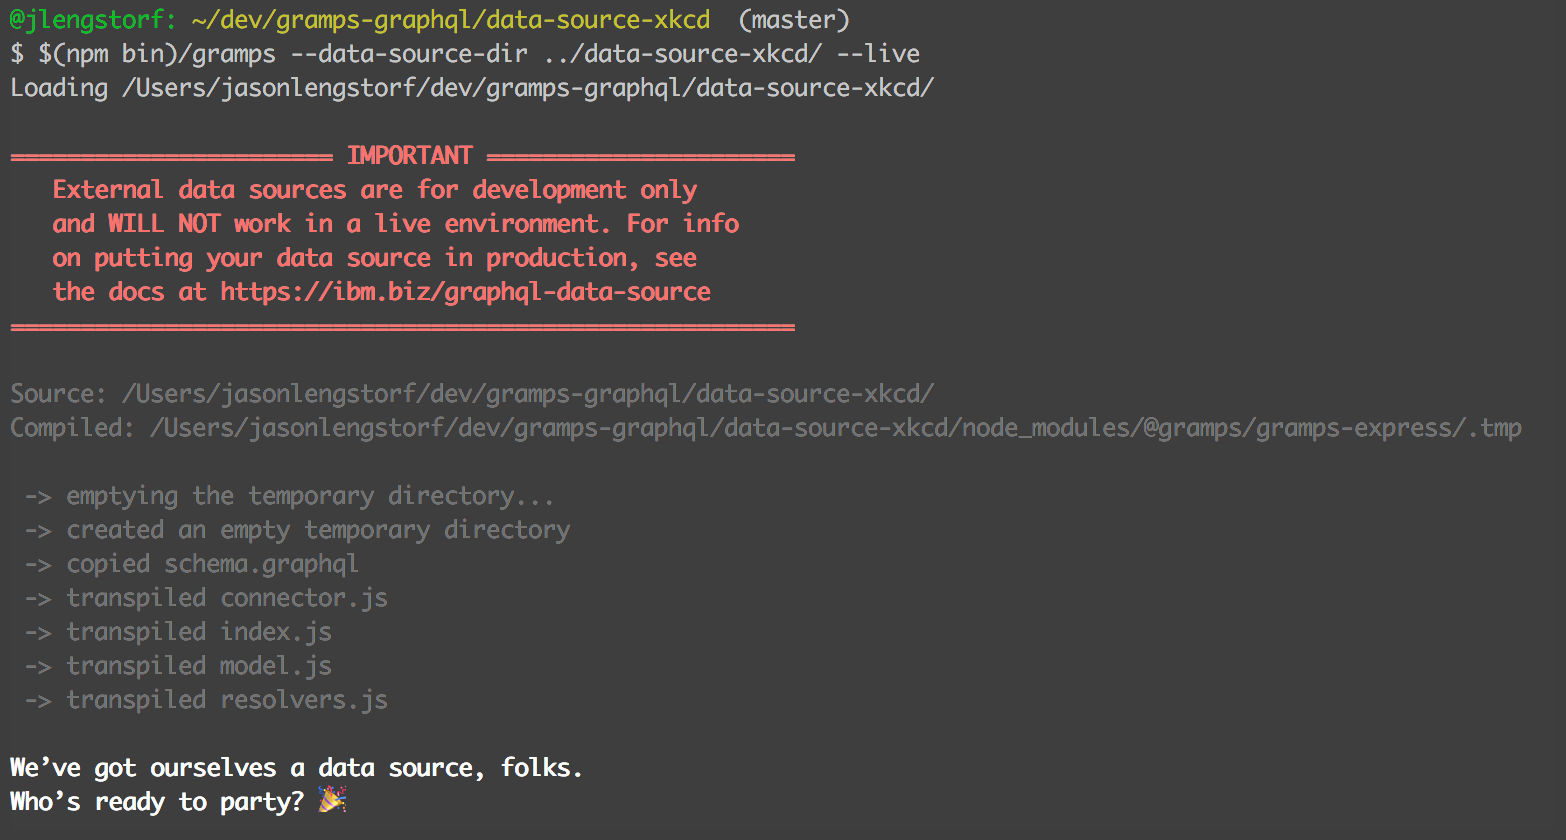 @jlengstorf: ~/dev/gramps-graphql/data-source-xkcd  (master)
$ $(npm bin)/gramps --data-source-dir ../data-source-xkcd/ --live
Loading /Users/jasonlengstorf/dev/gramps-graphql/data-source-xkcd/
═══════════════════════ IMPORTANT ══════════════════════
External data sources are for development only
and WILL NOT work in a live environment. For info
on putting your data source in production, see
the docs at https://ibm.biz/graphql-data-source
════════════════════════════════════════════════════════
Source: /Users/jasonlengstorf/dev/gramps-graphql/data-source-xkcd/
Compiled: /Users/jasonlengstorf/dev/gramps-graphql/data-source-xkcd/node_modules/@gramps/gramps-express/.tmp
-> emptying the temporary directory...
-> created an empty temporary directory
-> copied schema.graphql
-> transpiled connector.js
-> transpiled index.js
-> transpiled model.js
-> transpiled resolvers.js
We’ve got ourselves a data source, folks.
Who’s ready to party? 🎉